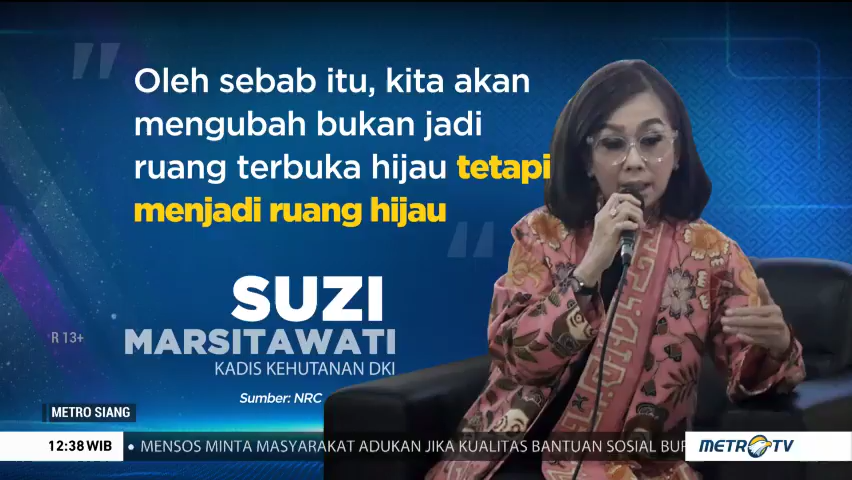 Oleh sebab itu, kita akan
mengubah bukan jadi
ruang terbuka hijau tetapi
menjadi ruang hijau
SUZI
MARSITAWATI
KADIS KEHUTANAN DKI
R 13+
Sumber: NRC
METRO SIANG
12:38 WIB • MENSOS MINTA MASYARAKAT ADUKAN JIKA KUALITAS BANTUAN SOSIAL
METRO TV